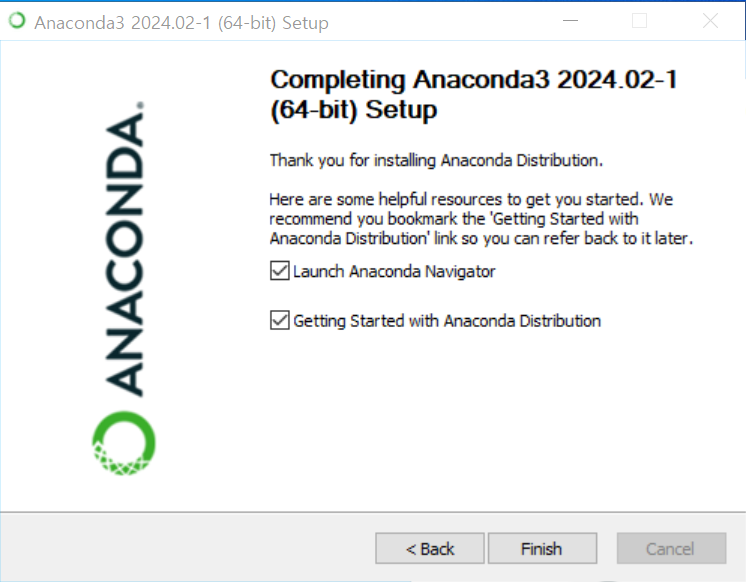 Anaconda3 2024.02-1 (64-bit) Setup
ANACONDA.
Completing Anaconda3 2024.02-1
(64-bit) Setup
Thank you for installing Anaconda Distribution.
Here are some helpful resources to get you started. We
recommend you bookmark the 'Getting Started with
Anaconda Distribution' link so you can refer back to it later.
Launch Anaconda Navigator
Getting Started with Anaconda Distribution
< Back
Finish
Cancel